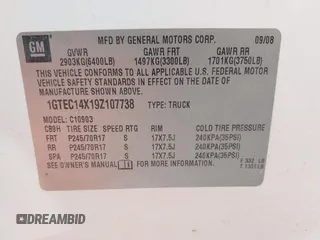 GM
MFD BY GENERAL MOTORS CORP. 09/08
GVWR GAWR FRT GAWR RR
2903KG(6400LB) 1497KG(3300LB) 1701KG(3750LB)
THIS VEHICLE CONFORMS TO ALL APPLICABLE U.S. FEDERAL MOTOR
VEHICLE SAFETY STANDARDS IN
EFFECT ON THE DATE OF MANUFACTURE SHOWN ABOVE.
1GTEC14X19Z107738 TYPE: TRUCK
MODEL: C10903
TIRE SIZE SPEED RTG RIM COLD TIRE PRESSURE
FRT P245/70R17 S 17X7.5J 240KPA(35PSI)
RR P245/70R17 S 17X7.5J 240KPA(35PSI)
SPA P245/70R17 S 17X7.5J 240KPA(35PSI)
SEE OWNER'S MANUAL FOR MORE INFORMATION.
DREAMBID